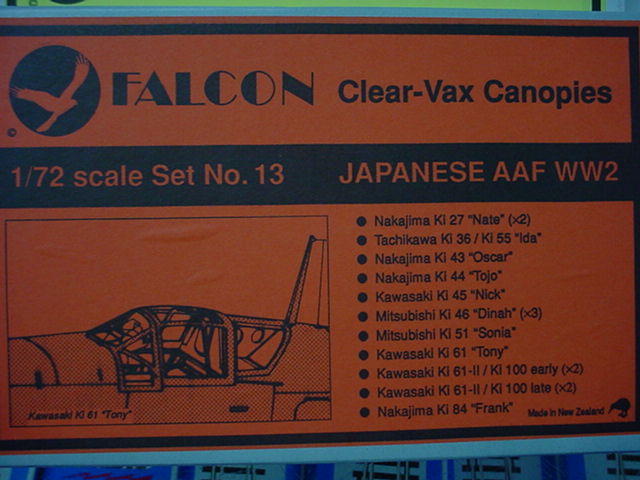 FALCON Clear-Vax Canopies
©
1/72 scale Set No. 13 JAPANESE AAF WW2
● Nakajima Ki 27 "Nate" (×2)
● Tachikawa Ki 36 / Ki 55 "Ida"
● Nakajima Ki 43 "Oscar"
● Nakajima Ki 44 "Tojo"
● Kawasaki Ki 45 "Nick"
● Mitsubishi Ki 46 "Dinah" (×3)
● Mitsubishi Ki 51 "Sonia"
● Kawasaki Ki 61 "Tony"
● Kawasaki Ki 61-II / Ki 100 early (×2)
● Kawasaki Ki 61-II / Ki 100 late (×2)
● Nakajima Ki 84 "Frank"
Kawasaki Ki 61 "Tony"
Made in New Zealand